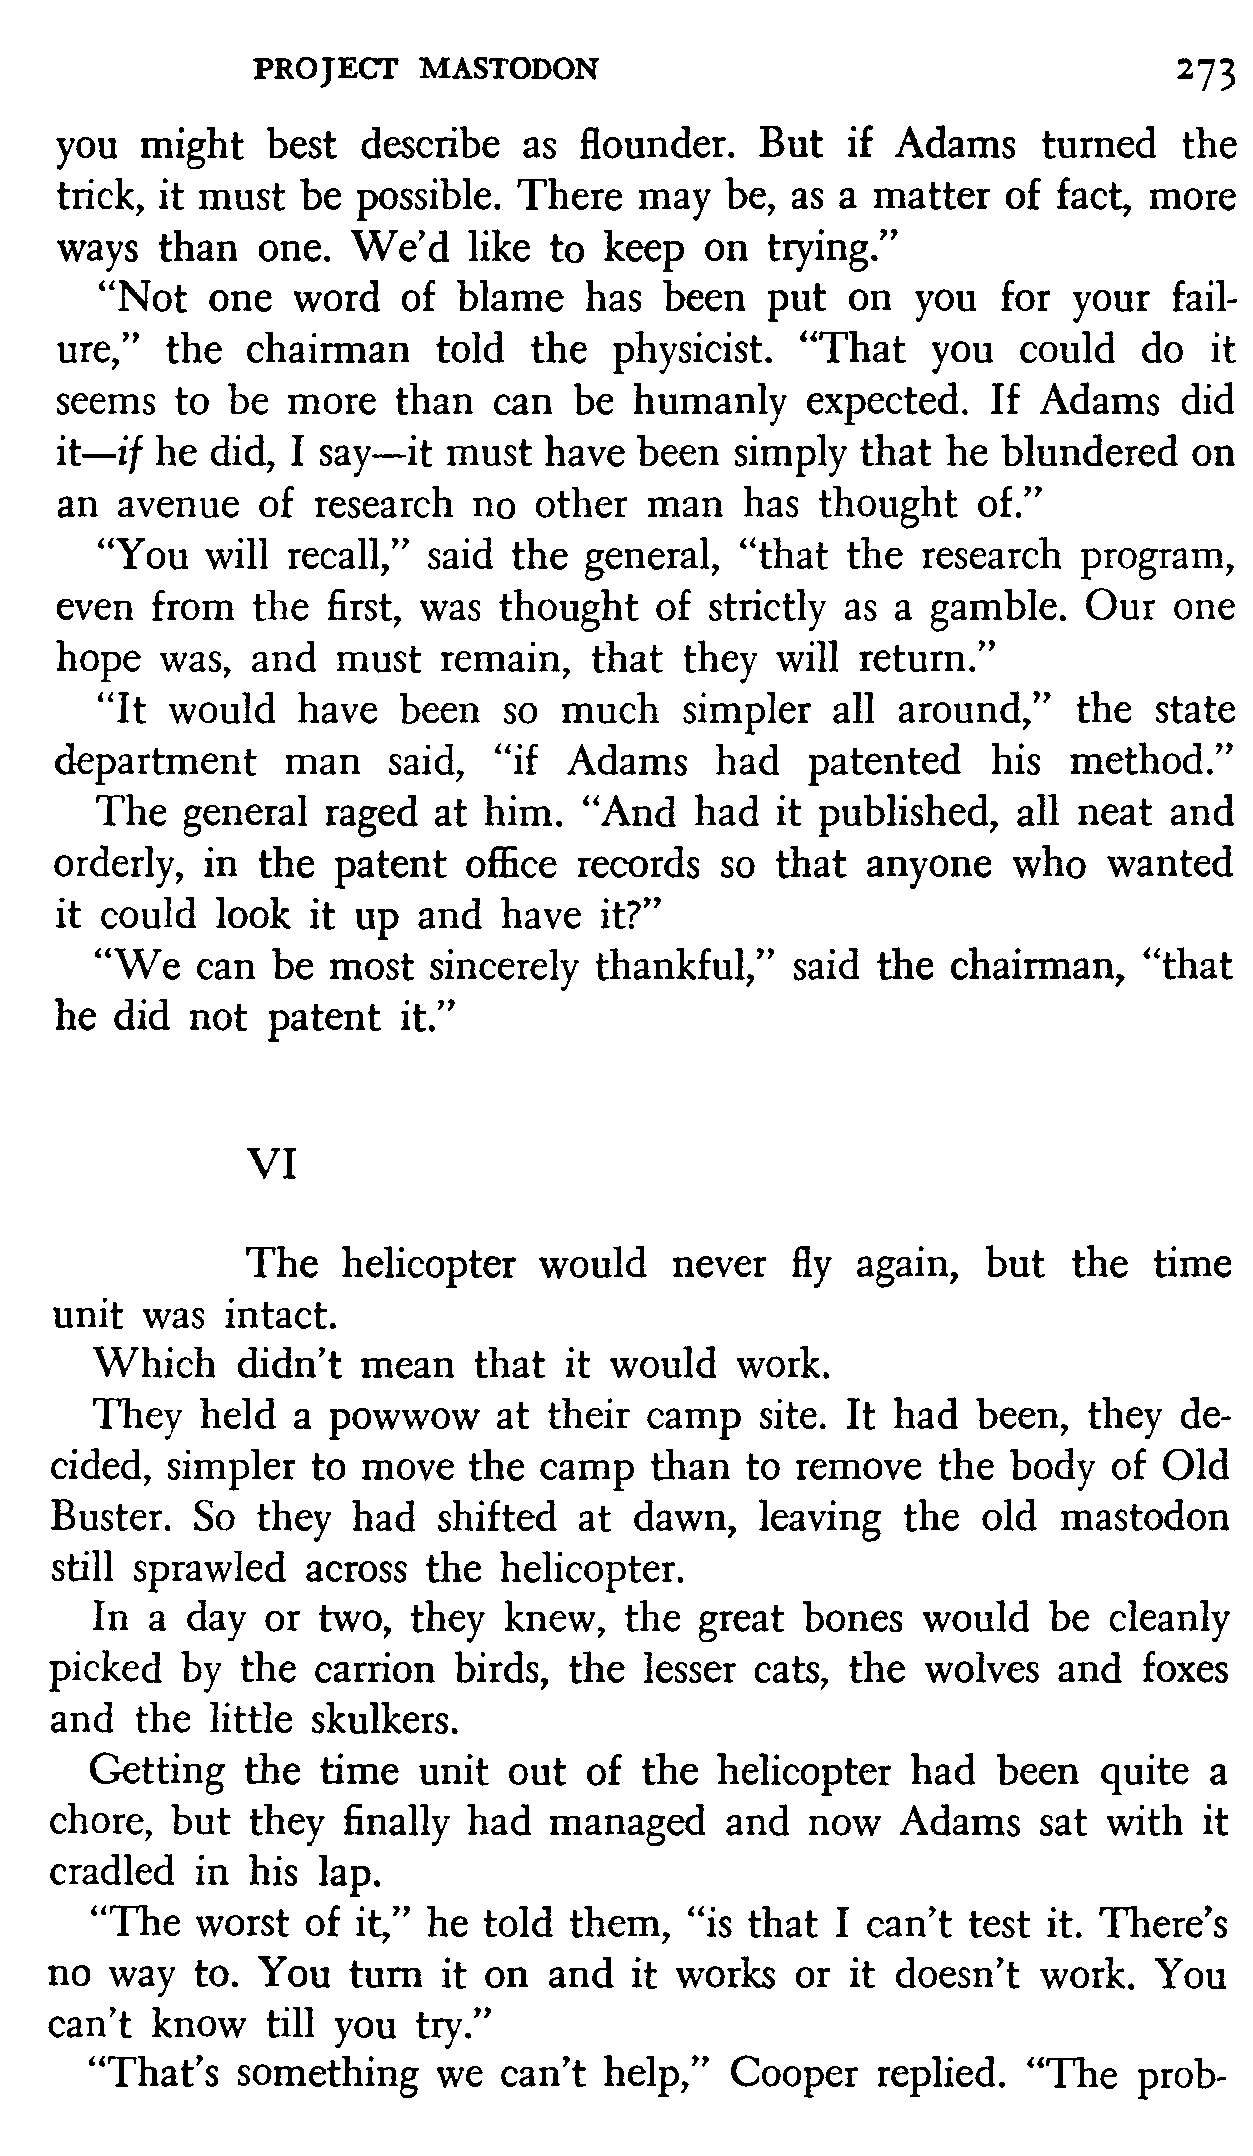 PROJECT MASTODON 273
you might best describe as flounder. But if Adams turned the
trick, it must be possible. There may be, as a matter of fact, more
ways than one. We'd like to keep on trying.”
“Not one word of blame has been put on you for your fail-
ure,” the chairman told the physicist. “That you could do it
seems to be more than can be humanly expected. If Adams did
it—if he did, I say—it must have been simply that he blundered on
an avenue of research no other man has thought of.”
“You will recall,” said the general, “that the research program,
even from the first, was thought of strictly as a gamble. Our one
hope was, and must remain, that they will return.”
“It would have been so much simpler all around,” the state
department man said, “if Adams had patented his method.”
The general raged at him. “And had it published, all neat and
orderly, in the patent office records so that anyone who wanted
it could look it up and have it?”
“We can be most sincerely thankful,” said the chairman, “that
he did not patent it.”
VI
The helicopter would never fly again, but the time
unit was intact.
Which didn't mean that it would work.
They held a powwow at their camp site. It had been, they de-
cided, simpler to move the camp than to remove the body of Old
Buster. So they had shifted at dawn, leaving the old mastodon
still sprawled across the helicopter.
In a day or two, they knew, the great bones would be cleanly
picked by the carrion birds, the lesser cats, the wolves and foxes
and the little skulkers.
Getting the time unit out of the helicopter had been quite a
chore, but they finally had managed and now Adams sat with it
cradled in his lap.
“The worst of it,” he told them, “is that I can't test it. There's
no way to. You turn it on and it works or it doesn't work. You
can't know till you try.”
“That's something we can't help,” Cooper replied. “The prob-